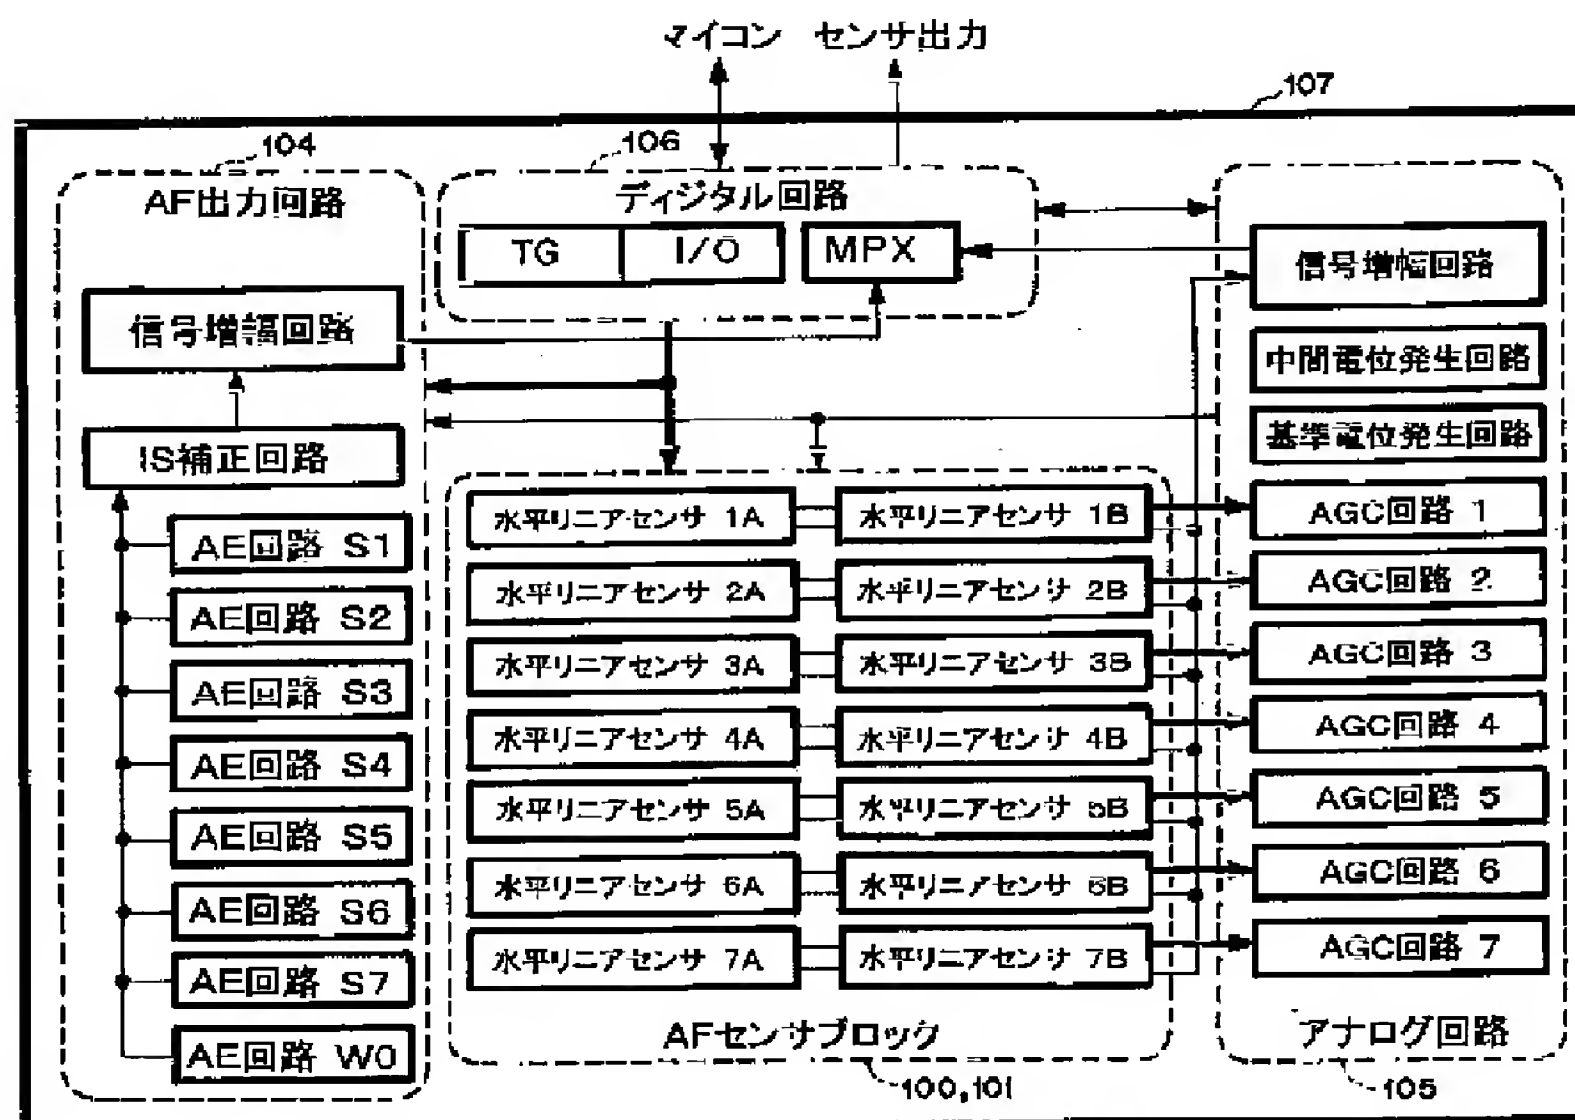 マイコン センサ出力
107
104
106
AF出力回路
ディジタル回路
TG
I/O
MPX
信号増幅回路
信号増幅回路
中間電位発生回路
基準電位発生回路
IS補正回路
AE回路 S1
AE回路 S2
AE回路 S3
AE回路 S4
AE回路 S5
AE回路 S6
AE回路 S7
AE回路 W0
水平リニアセンサ 1A
水平リニアセンサ 1B
水平リニアセンサ 2A
水平リニアセンサ 2B
水平リニアセンサ 3A
水平リニアセンサ 3B
水平リニアセンサ 4A
水平リニアセンサ 4B
水平リニアセンサ 5A
水平リニアセンサ 5B
水平リニアセンサ 6A
水平リニアセンサ 6B
水平リニアセンサ 7A
水平リニアセンサ 7B
AFセンサブロック
100,101
AGC回路 1
AGC回路 2
AGC回路 3
AGC回路 4
AGC回路 5
AGC回路 6
AGC回路 7
アナログ回路
105